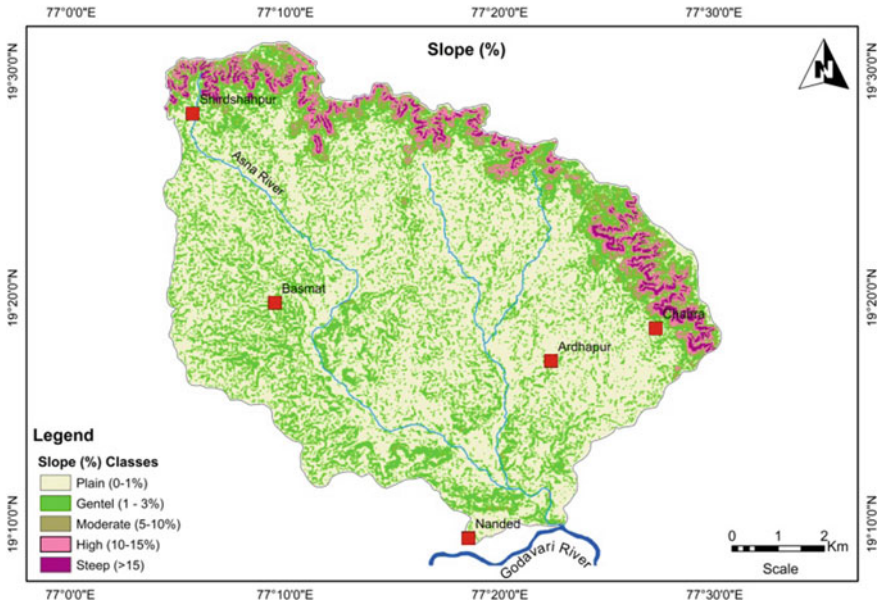 77°0'0"E 77°10'0"E 77°20'0"E 77°30'0"E
Slope (%)
N
19°30'0"N
19°30'0"N
Shirdshahpur
Asna River
19°20'0"N
19°20'0"N
Basmat
Chabra
Ardhapur
Legend
Slope (%) Classes
Plain (0-1%)
Gentel (1 - 3%)
Moderate (5-10%)
High (10-15%)
Steep (>15)
19°10'0"N
19°10'0"N
Nanded
Godavari River
0 1 2
Km
Scale
77°0'0"E 77°10'0"E 77°20'0"E 77°30'0"E